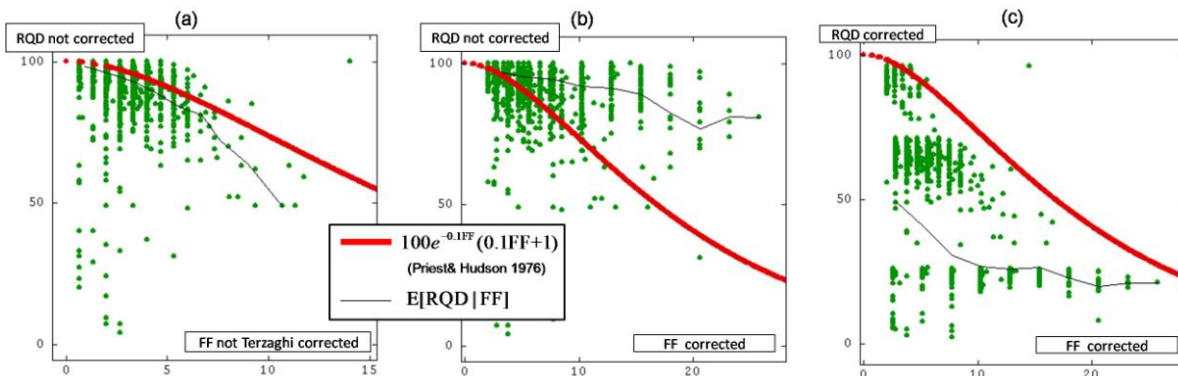 (a)
RQD not corrected
100
50
0
FF not Terzaghi corrected
0 5 10 15
(b)
RQD not corrected
100
50
0
FF corrected
0 10 20
(c)
RQD corrected
100
50
0
FF corrected
0 10 20
100e^{-0.1FF}(0.1FF+1)
(Priest& Hudson 1976)
E[RQD|FF]